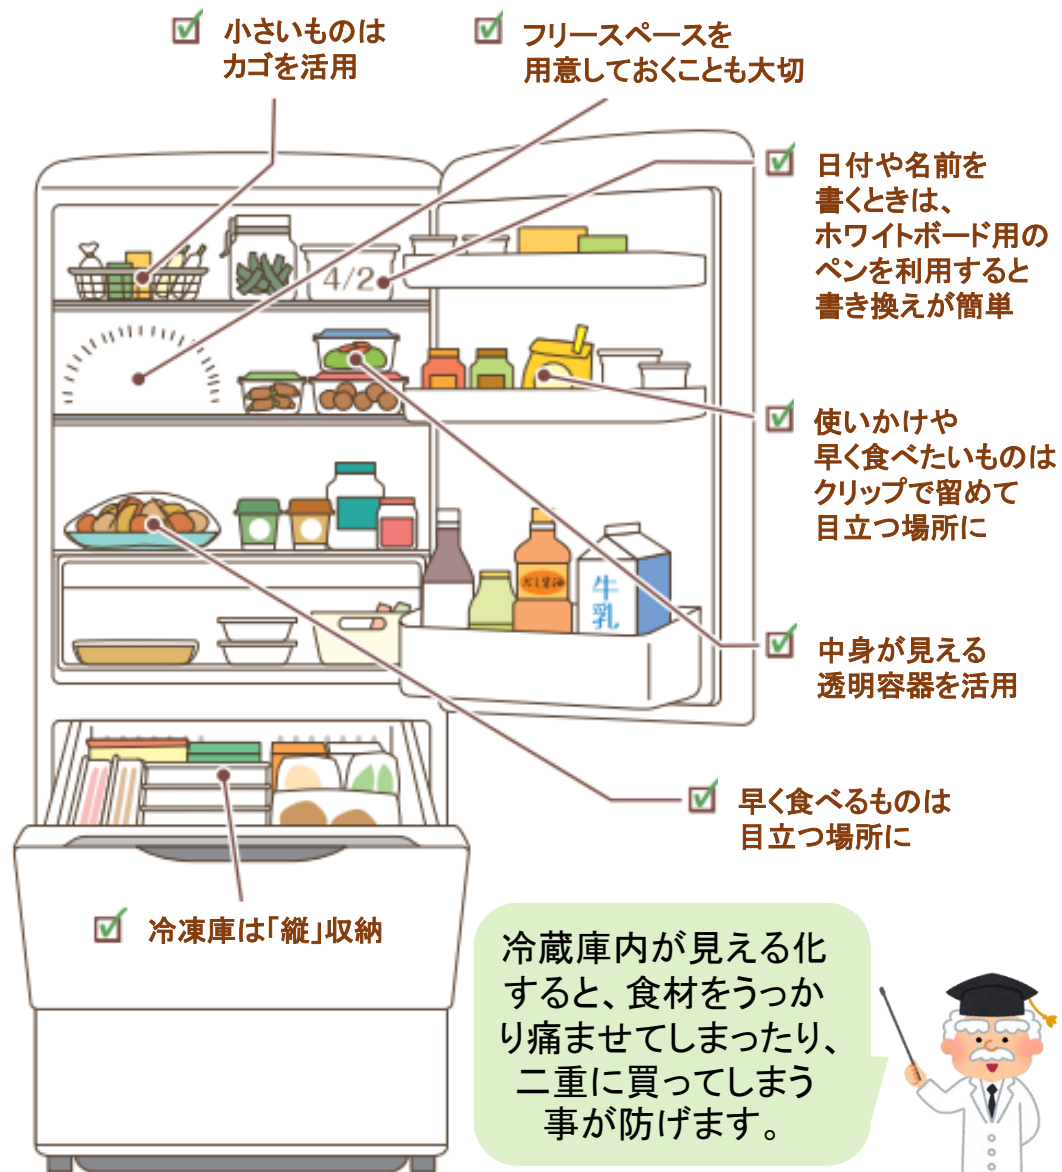 小さいものは
カゴを活用
フリースペースを
用意しておくことも大切
日付や名前を
書くときは、
ホワイトボード用の
ペンを利用すると
書き換えが簡単
4/2
使いかけや
早く食べたいものは
クリップで留めて
目立つ場所に
だし醤油
牛
乳
中身が見える
透明容器を活用
早く食べるものは
目立つ場所に
冷凍庫は「縦」収納
冷蔵庫内が見える化
すると、食材をうっか
り痛ませてしまったり、
二重に買ってしまう
事が防げます。